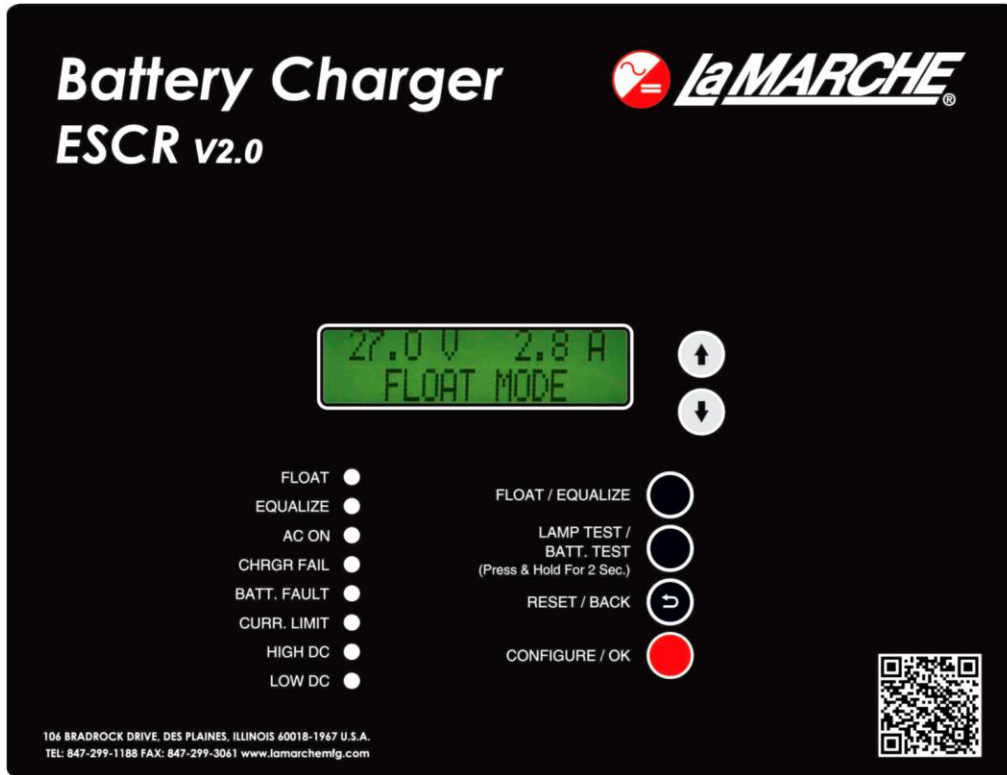 Battery Charger
ESCR V2.0
LaMARCHE®
27.0 V 2.8 A
FLOAT MODE
FLOAT
EQUALIZE
AC ON
CHRGR FAIL
BATT. FAULT
CURR. LIMIT
HIGH DC
LOW DC
FLOAT / EQUALIZE
LAMP TEST /
BATT. TEST
(Press & Hold For 2 Sec.)
RESET / BACK
CONFIGURE / OK
106 BRADROCK DRIVE, DES PLAINES, ILLINOIS 60018-1967 U.S.A.
TEL: 847-299-1188 FAX: 847-299-3061 www.lamarchemfg.com